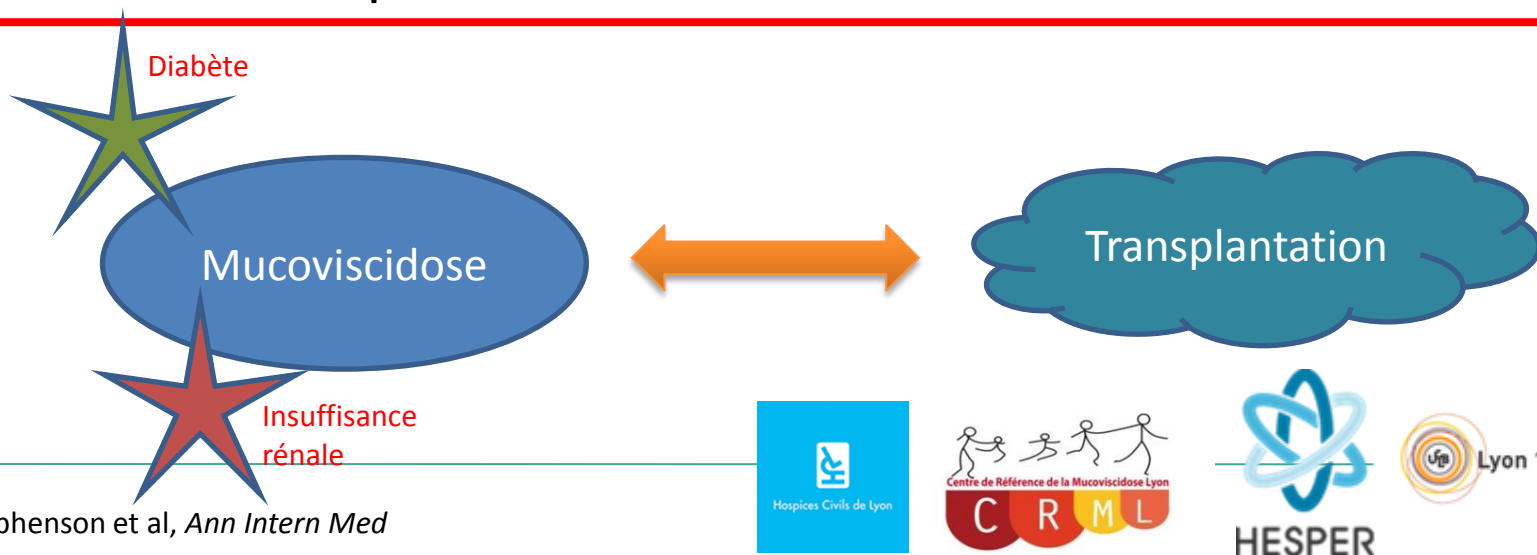 Diabète
Mucoviscidose
Transplantation
Insuffisance
rénale
Hospices Civils de Lyon
Centre de Référence de la Mucoviscidose Lyon
C R M L
HESPER
Lyon
phenson et al, Ann Intern Med